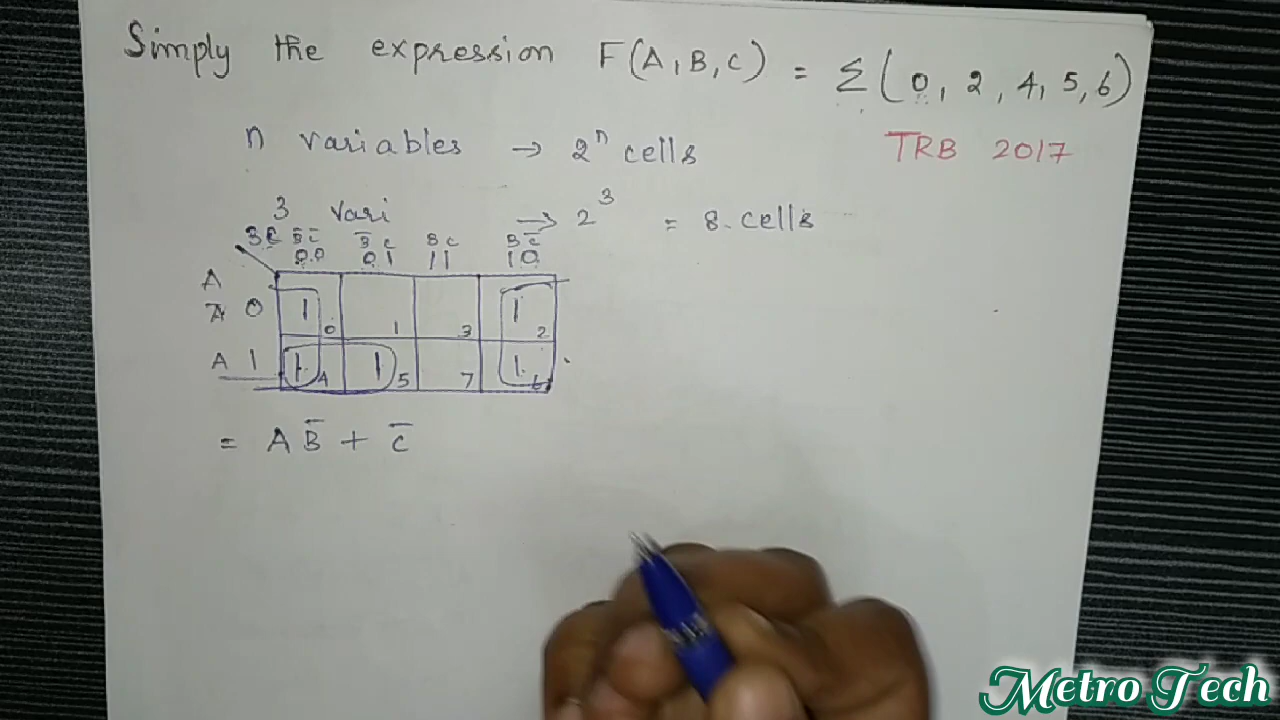 Simply the expression F(A, B, C) = Σ(0, 2, 4, 5, 6)
n variables → 2ⁿ cells
TRB 2017
3 Vari → 2³ = 8 cells
B̅ C̅ B̅ C B C B C̅
00 01 11 10
A
A̅ 0 1 0 1 3 1 2
A 1 1 4 1 5 7 1 6
= A B̅ + C̅
Metro Tech